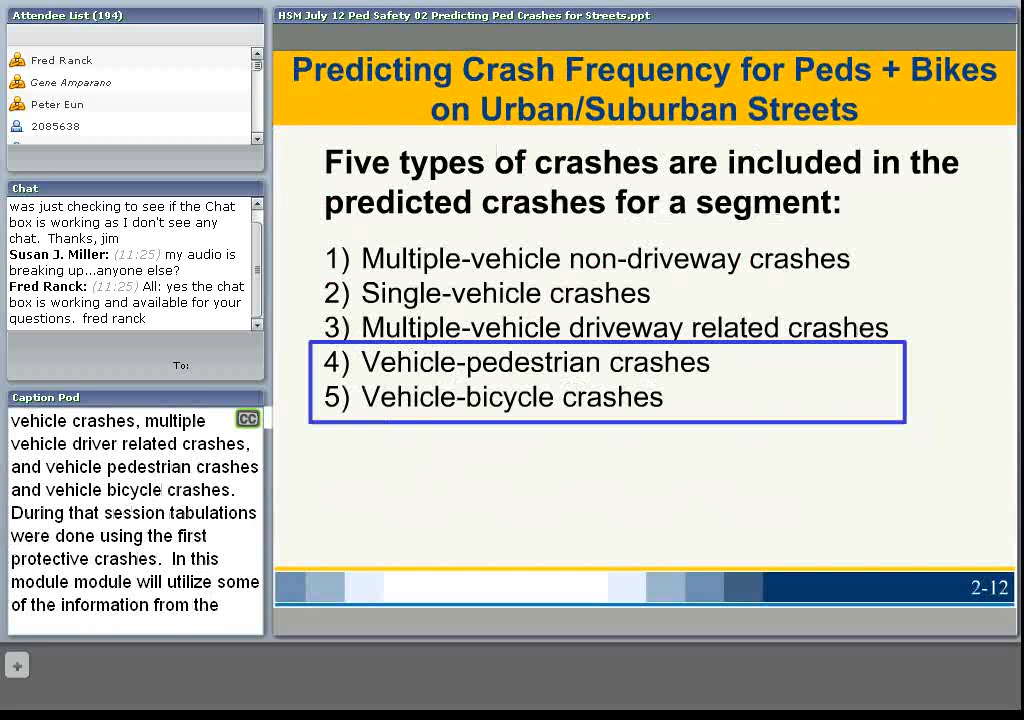 Attendee List (194)
Fred Ranck
Gene Amparano
Peter Eun
2085638
Chat
was just checking to see if the Chat
box is working as I don't see any
chat. Thanks, jim
Susan J. Miller: (11:25) my audio is
breaking up...anyone else?
Fred Ranck: (11:25) All: yes the chat
box is working and available for your
questions. fred ranck
To:
Caption Pod
vehicle crashes, multiple
vehicle driver related crashes,
and vehicle pedestrian crashes
and vehicle bicycle crashes.
During that session tabulations
were done using the first
protective crashes. In this
module module will utilize some
of the information from the
CC
HSM July 12 Ped Safety 02 Predicting Ped Crashes for Streets.ppt
Predicting Crash Frequency for Peds + Bikes
on Urban/Suburban Streets
Five types of crashes are included in the
predicted crashes for a segment:
1) Multiple-vehicle non-driveway crashes
2) Single-vehicle crashes
3) Multiple-vehicle driveway related crashes
4) Vehicle-pedestrian crashes
5) Vehicle-bicycle crashes
2-12